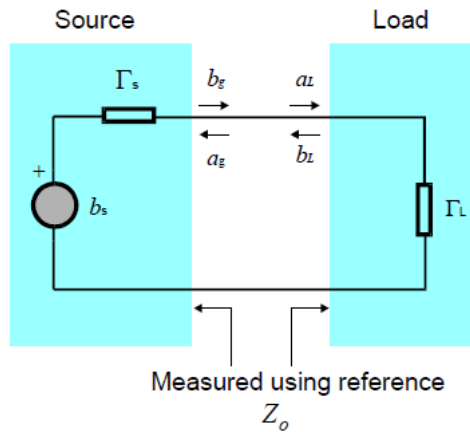 Source Load
Γs bg aL
ag bL
+
bs ΓL
Measured using reference
Zo